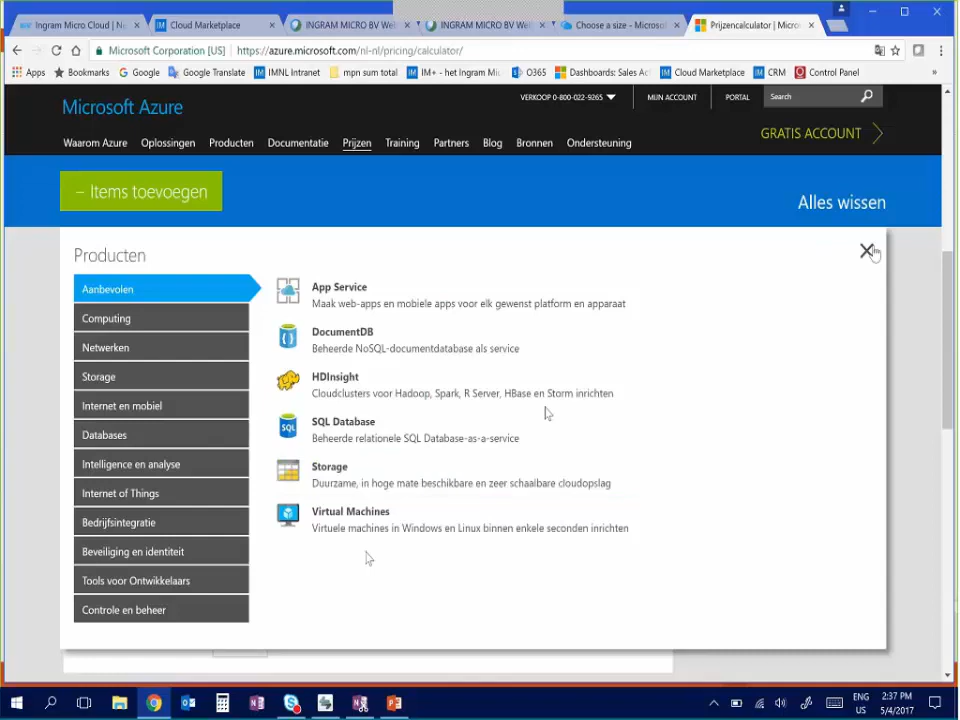 Ingram Micro Cloud | Ne
Cloud Marketplace
INGRAM MICRO BV We
INGRAM MICRO BV We
Choose a size - Microsoft
Prijzencalculator | Micro
Microsoft Corporation [US]
https://azure.microsoft.com/nl-nl/pricing/calculator/
Apps
Bookmarks
Google
Google Translate
IMNL Intranet
mpn sum total
IM+ - het Ingram Mic
O365
Dashboards: Sales Ac
Cloud Marketplace
CRM
Control Panel
»
Microsoft Azure
VERKOOP 0-800-022-9265
MIJN ACCOUNT
PORTAL
Search
Waarom Azure
Oplossingen
Producten
Documentatie
Prijzen
Training
Partners
Blog
Bronnen
Ondersteuning
GRATIS ACCOUNT
– Items toevoegen
Alles wissen
Producten
Aanbevolen
Computing
Netwerken
Storage
Internet en mobiel
Databases
Intelligence en analyse
Internet of Things
Bedrijfsintegratie
Beveiliging en identiteit
Tools voor Ontwikkelaars
Controle en beheer
App Service
Maak web-apps en mobiele apps voor elk gewenst platform en apparaat
DocumentDB
Beheerde NoSQL-documentdatabase als service
HDInsight
Cloudclusters voor Hadoop, Spark, R Server, HBase en Storm inrichten
SQL
SQL Database
Beheerde relationele SQL Database-as-a-service
Storage
Duurzame, in hoge mate beschikbare en zeer schaalbare cloudopslag
Virtual Machines
Virtuele machines in Windows en Linux binnen enkele seconden inrichten
ENG
US
2:37 PM
5/4/2017